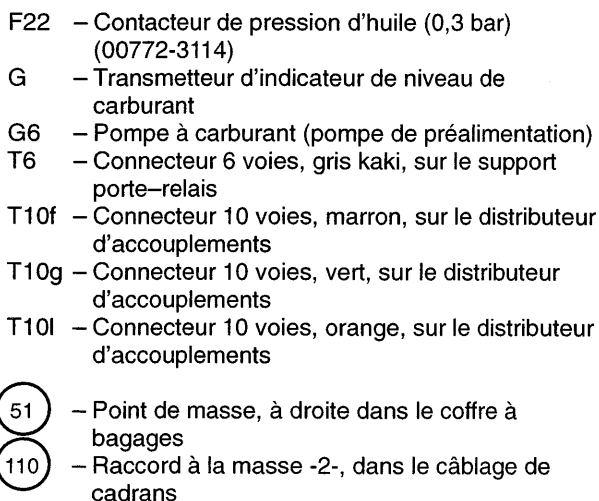 F22 – Contacteur de pression d'huile (0,3 bar)
(00772-3114)
G – Transmetteur d'indicateur de niveau de
carburant
G6 – Pompe à carburant (pompe de préalimentation)
T6 – Connecteur 6 voies, gris kaki, sur le support
porte–relais
T10f – Connecteur 10 voies, marron, sur le distributeur
d'accouplements
T10g – Connecteur 10 voies, vert, sur le distributeur
d'accouplements
T10l – Connecteur 10 voies, orange, sur le distributeur
d'accouplements
51 – Point de masse, à droite dans le coffre à
bagages
110 – Raccord à la masse -2-, dans le câblage de
cadrans